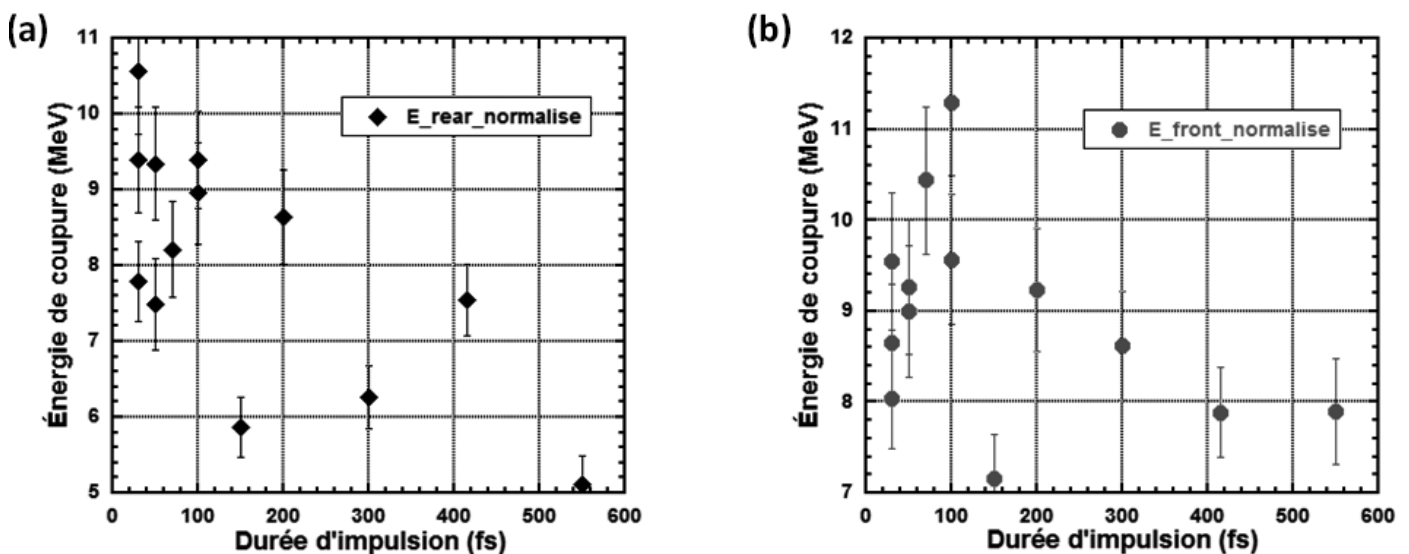 (a)
Énergie de coupure (MeV)
11
10
9
8
7
6
5
E_rear_normalise
0 100 200 300 400 500 600
Durée d'impulsion (fs)
(b)
Énergie de coupure (MeV)
12
11
10
9
8
7
E_front_normalise
0 100 200 300 400 500 600
Durée d'impulsion (fs)